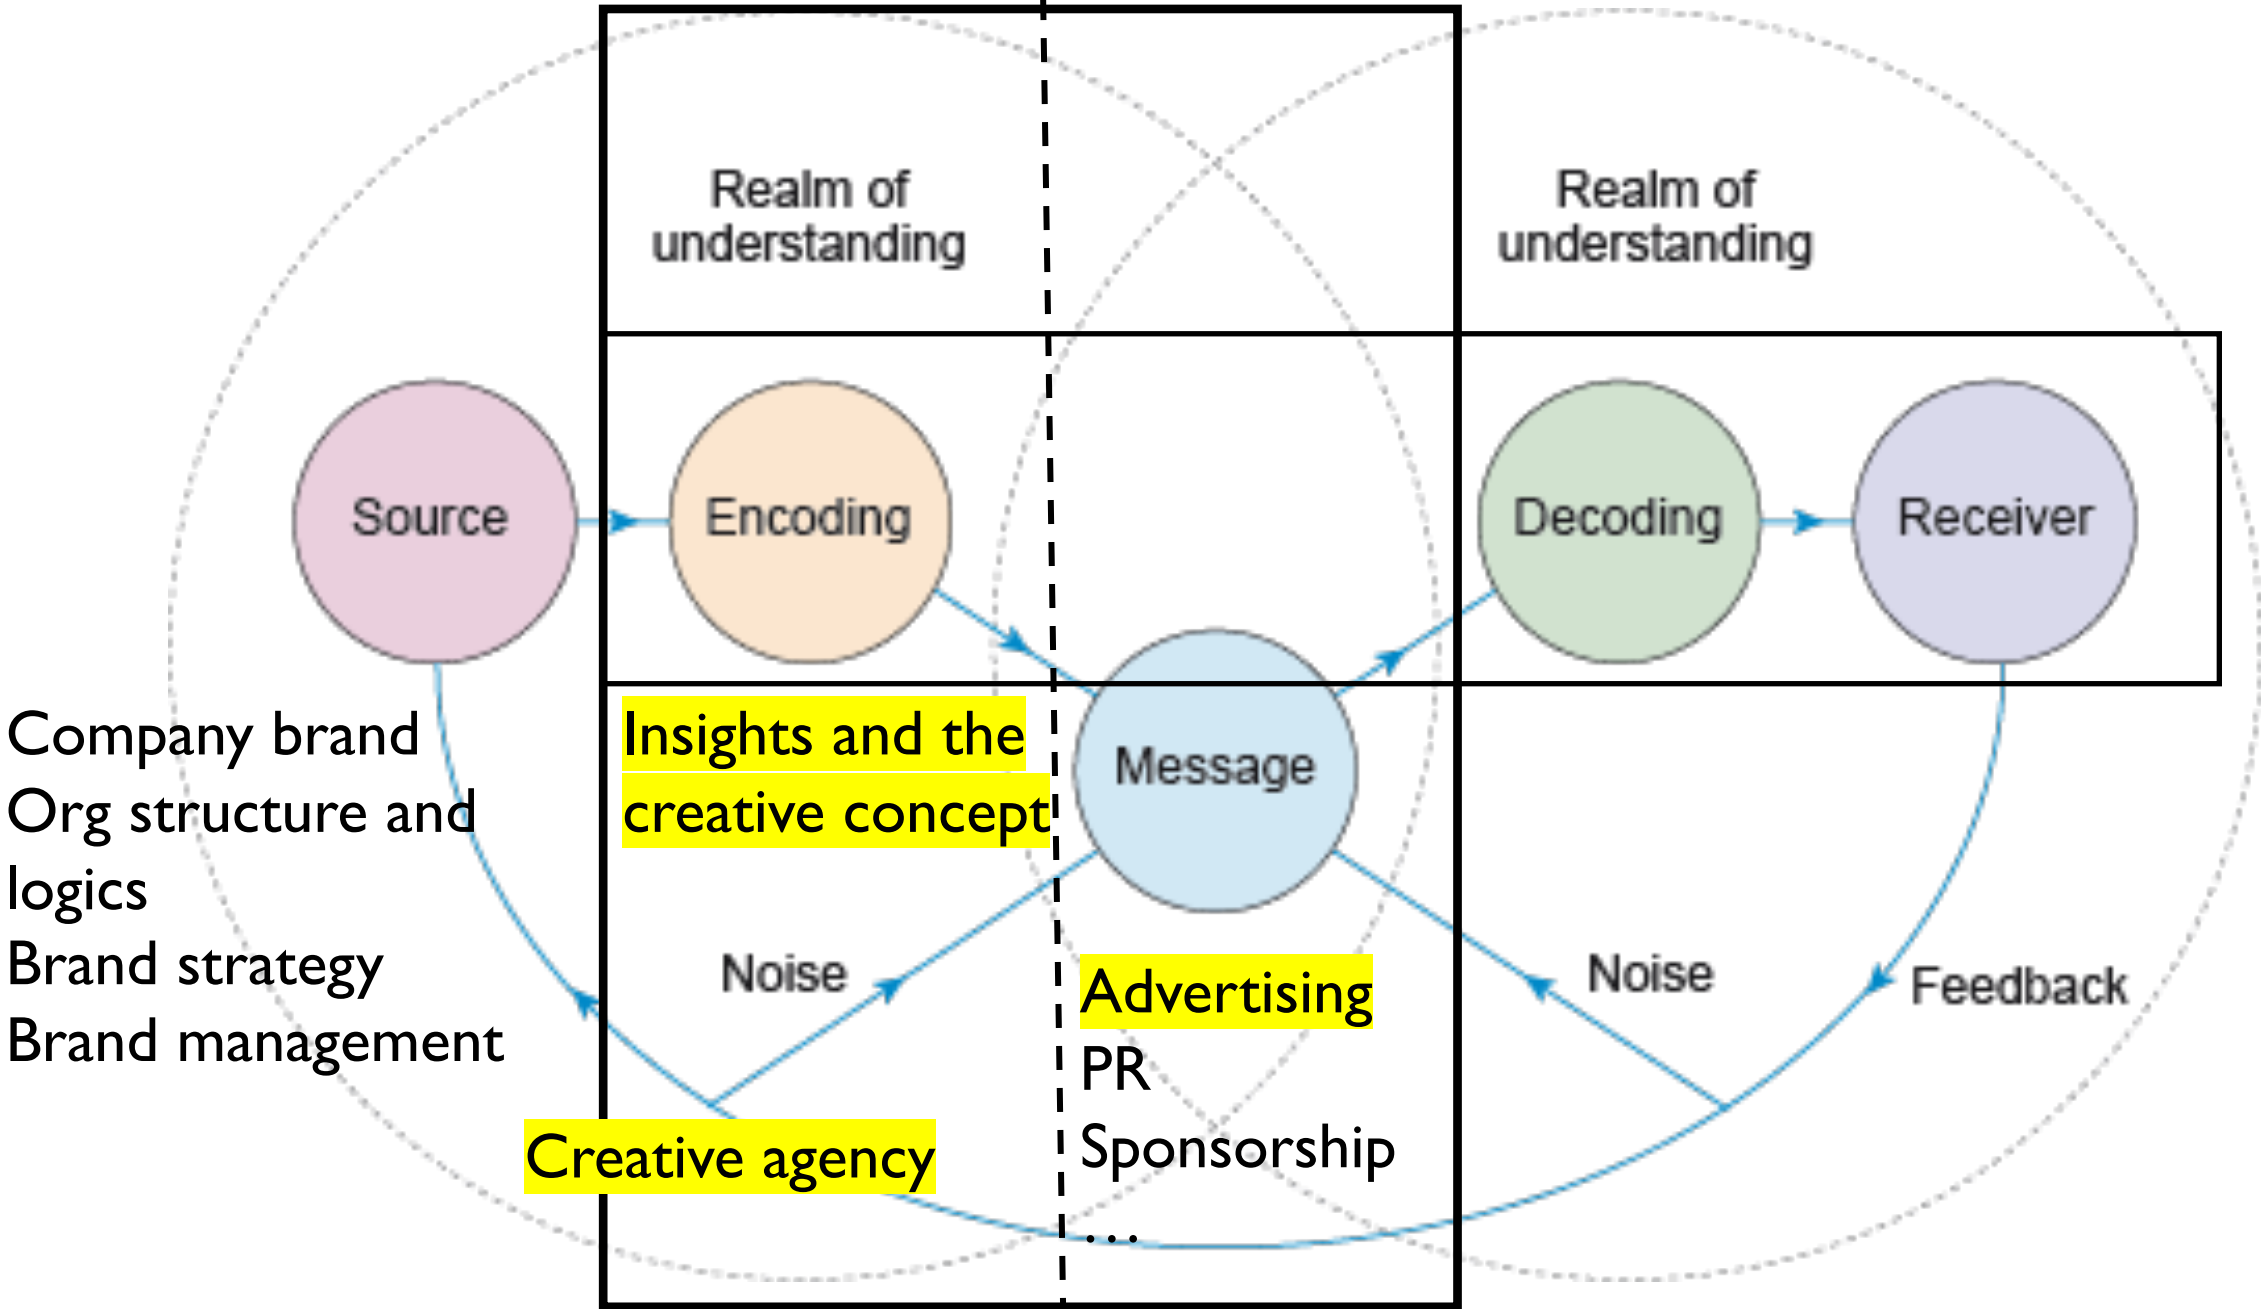 Realm of
understanding
Realm of
understanding
Source
Encoding
Decoding
Receiver
Message
Company brand
Org structure and
logics
Brand strategy
Brand management
Insights and the
creative concept
Noise
Noise
Feedback
Creative agency
Advertising
PR
Sponsorship
…